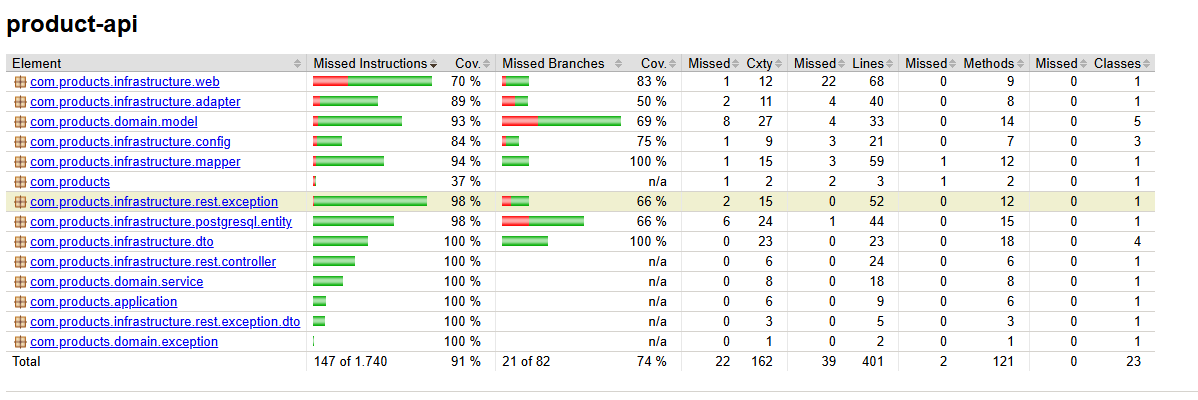 product-api
Element Missed Instructions Cov. Missed Branches Cov. Missed Cxty Missed Lines Missed Methods Missed Classes
com.products.infrastructure.web 70 % 83 % 1 12 22 68 0 9 0 1
com.products.infrastructure.adapter 89 % 50 % 2 11 4 40 0 8 0 1
com.products.domain.model 93 % 69 % 8 27 4 33 0 14 0 5
com.products.infrastructure.config 84 % 75 % 1 9 3 21 0 7 0 3
com.products.infrastructure.mapper 94 % 100 % 1 15 3 59 1 12 0 1
com.products 37 % n/a 1 2 2 3 1 2 0 1
com.products.infrastructure.rest.exception 98 % 66 % 2 15 0 52 0 12 0 1
com.products.infrastructure.postgresql.entity 98 % 66 % 6 24 1 44 0 15 0 1
com.products.infrastructure.dto 100 % 100 % 0 23 0 23 0 18 0 4
com.products.infrastructure.rest.controller 100 % n/a 0 6 0 24 0 6 0 1
com.products.domain.service 100 % n/a 0 8 0 18 0 8 0 1
com.products.application 100 % n/a 0 6 0 9 0 6 0 1
com.products.infrastructure.rest.exception.dto 100 % n/a 0 3 0 5 0 3 0 1
com.products.domain.exception 100 % n/a 0 1 0 2 0 1 0 1
Total 147 of 1.740 91 % 21 of 82 74 % 22 162 39 401 2 121 0 23